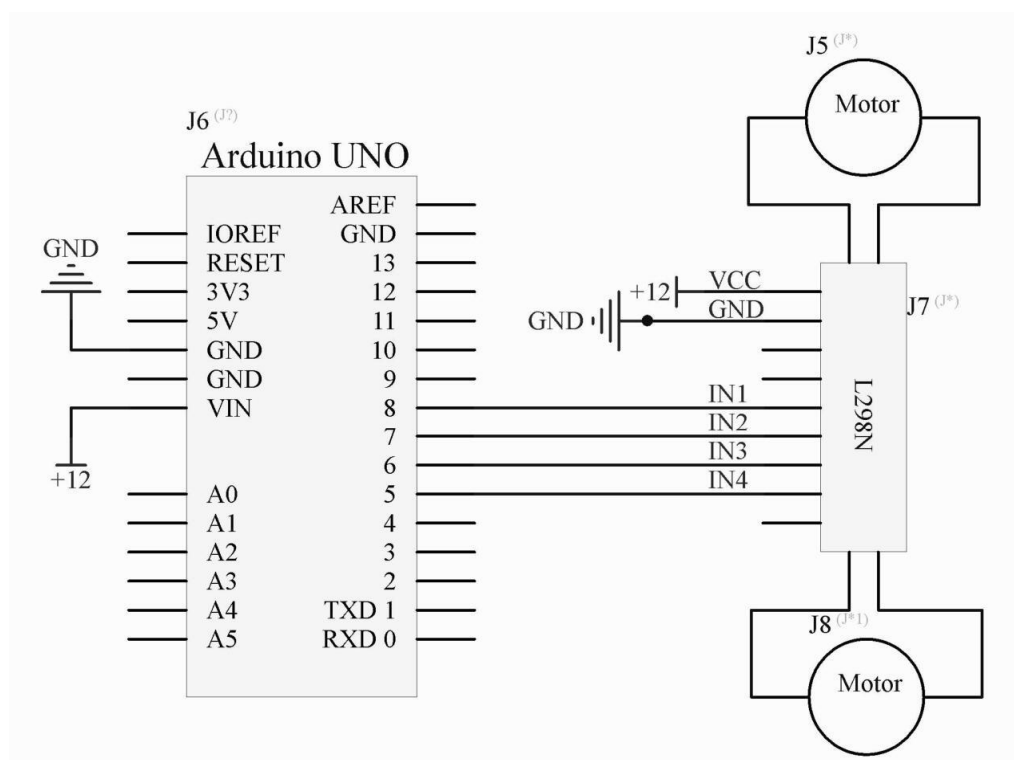 J5 (J*)
Motor
J6 (J?)
Arduino UNO
AREF
IOREF GND
RESET 13
3V3 12
5V 11
GND 10
GND 9
VIN 8
7
6
A0 5
A1 4
A2 3
A3 2
A4 TXD 1
A5 RXD 0
GND
+12
+12 VCC
GND GND
IN1
IN2
IN3
IN4
J7 (J*)
L298N
J8 (J*1)
Motor